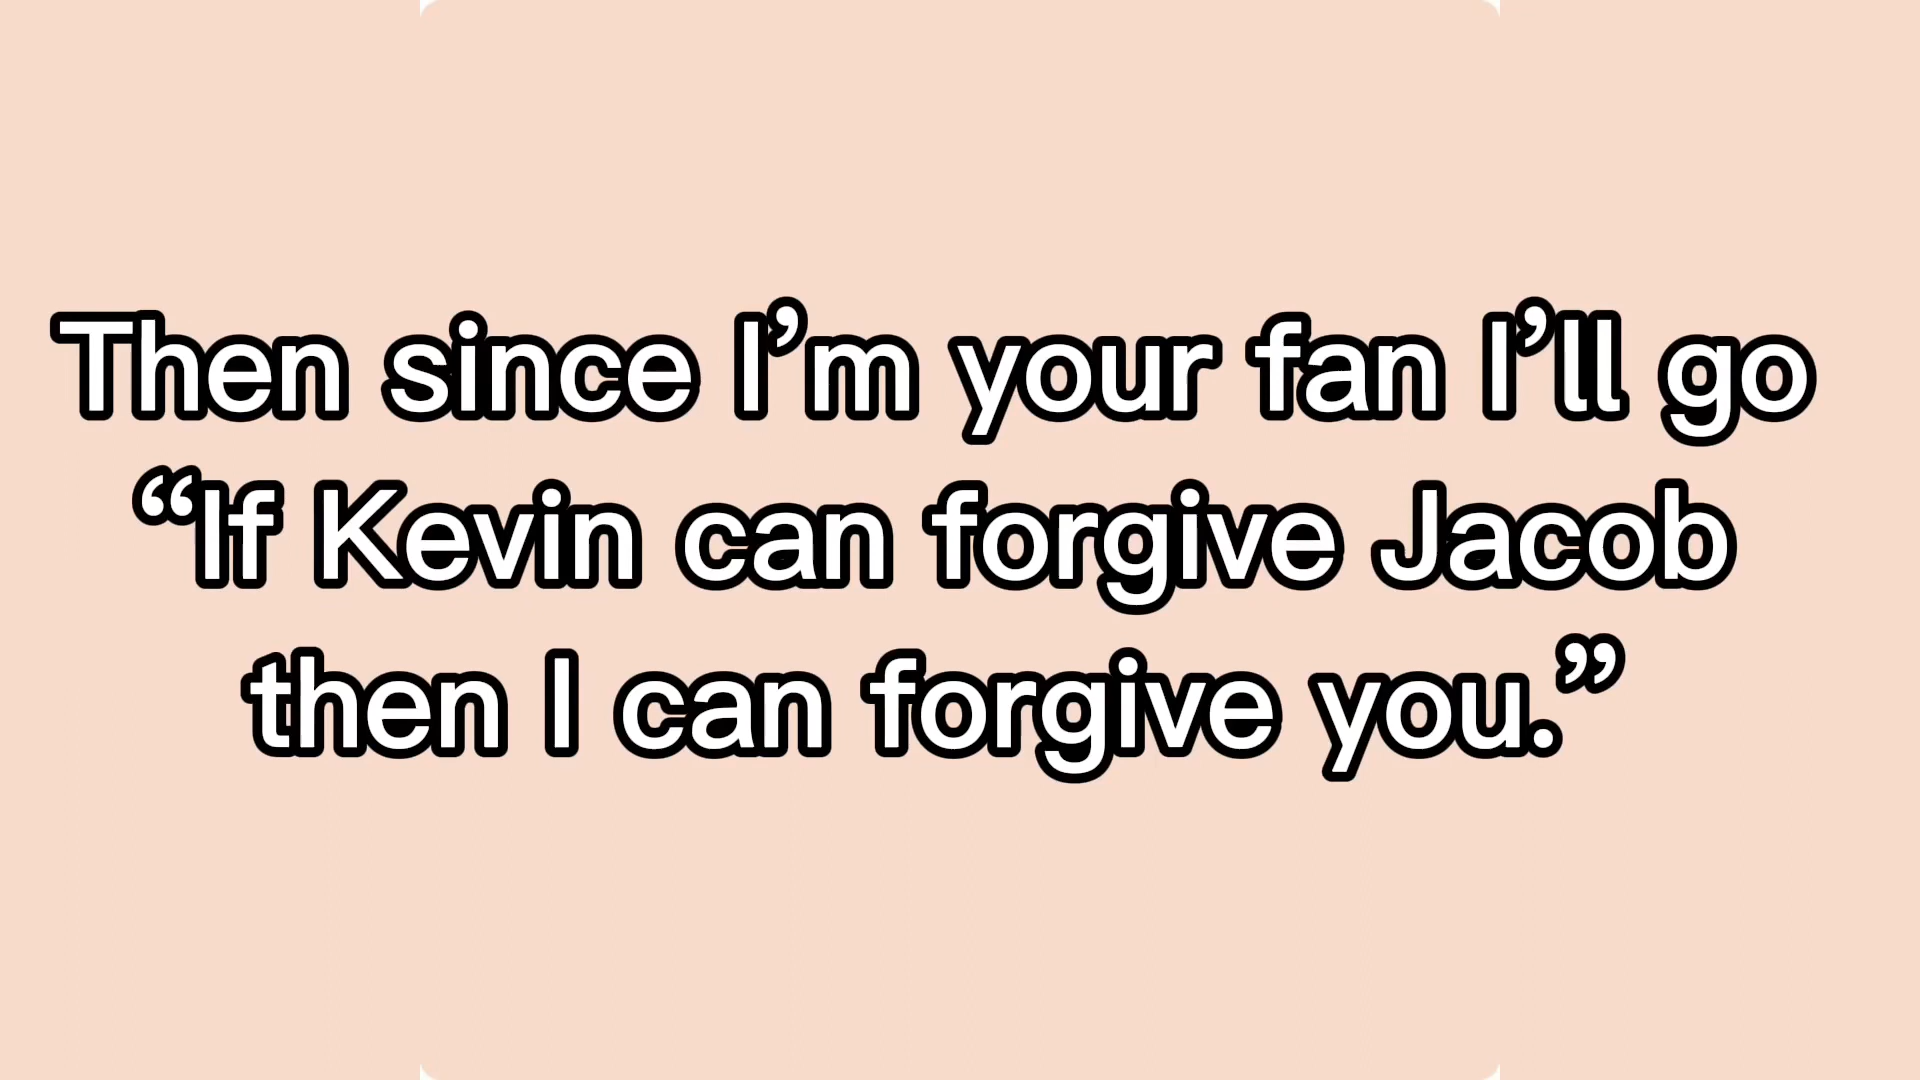 Then since I’m your fan I’ll go
“If Kevin can forgive Jacob
then I can forgive you.”